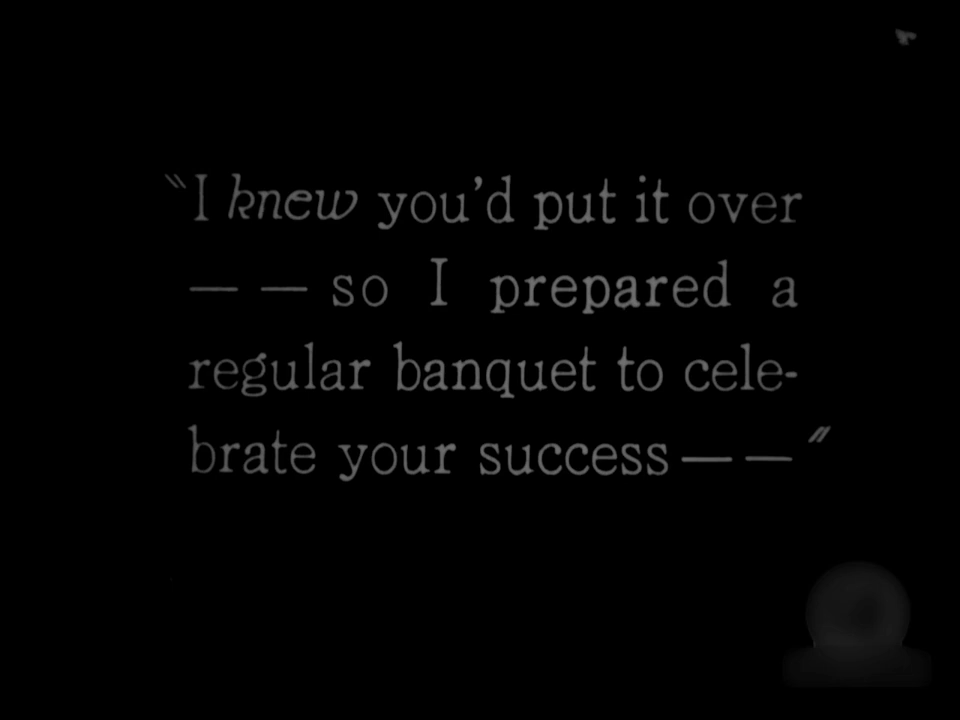 "I knew you'd put it over
— — so I prepared a
regular banquet to cele-
brate your success — —"